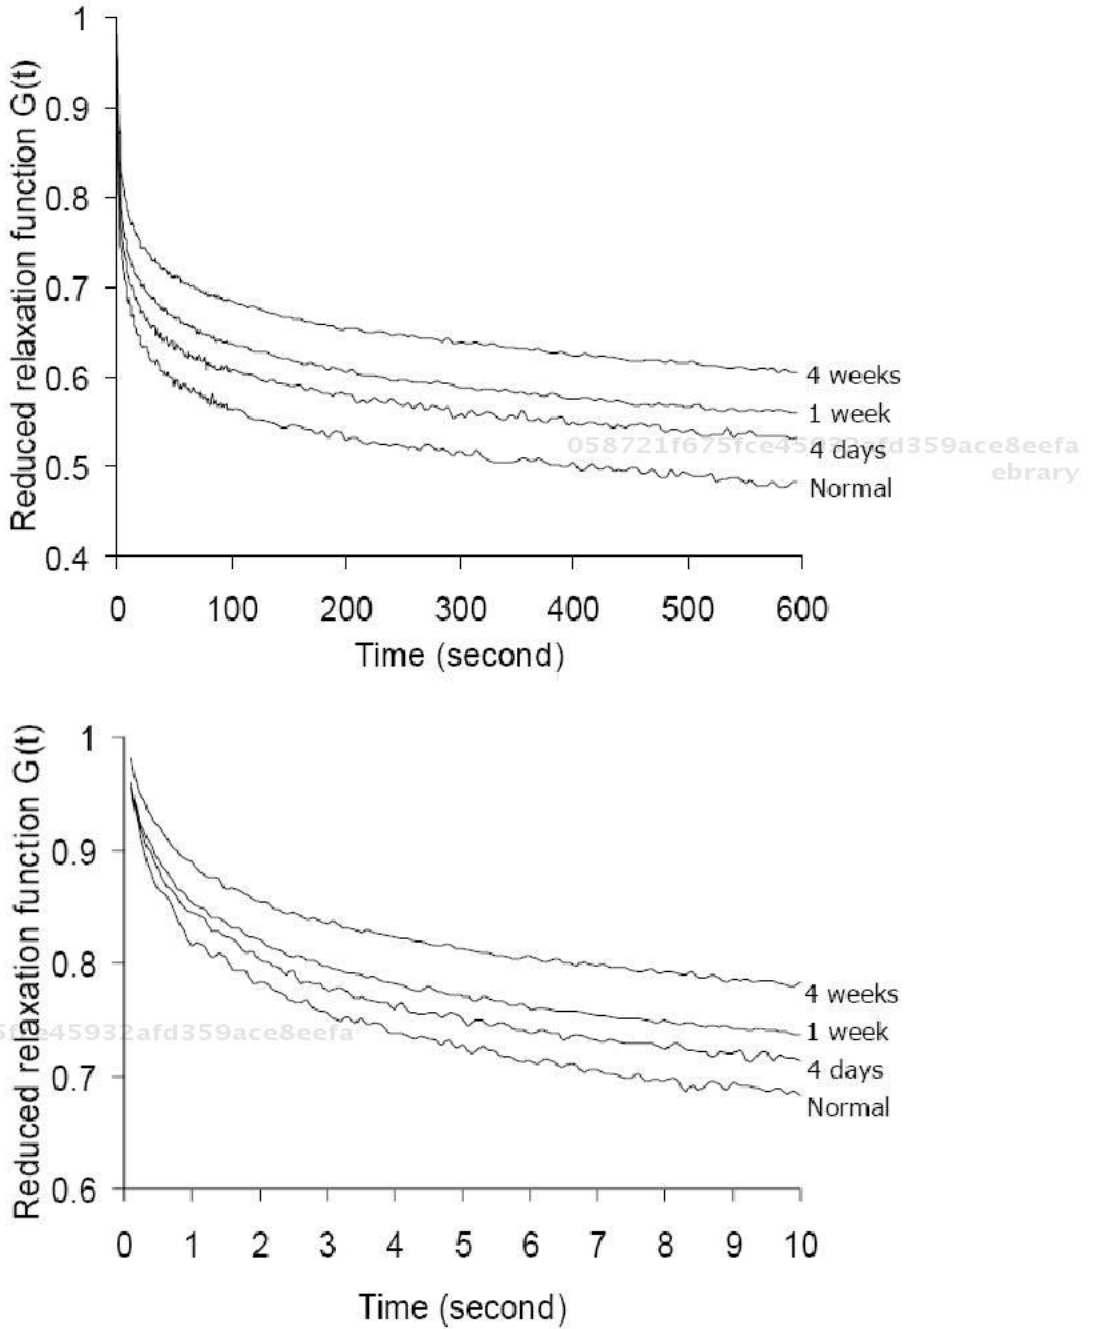 Reduced relaxation function G(t)
1
0.9
0.8
0.7
0.6
0.5
0.4
4 weeks
1 week
4 days
Normal
058721f675fce45932afd359ace8eefa
ebrary
0 100 200 300 400 500 600
Time (second)
Reduced relaxation function G(t)
1
0.9
0.8
0.7
0.6
4 weeks
1 week
4 days
Normal
0 1 2 3 4 5 6 7 8 9 10
Time (second)